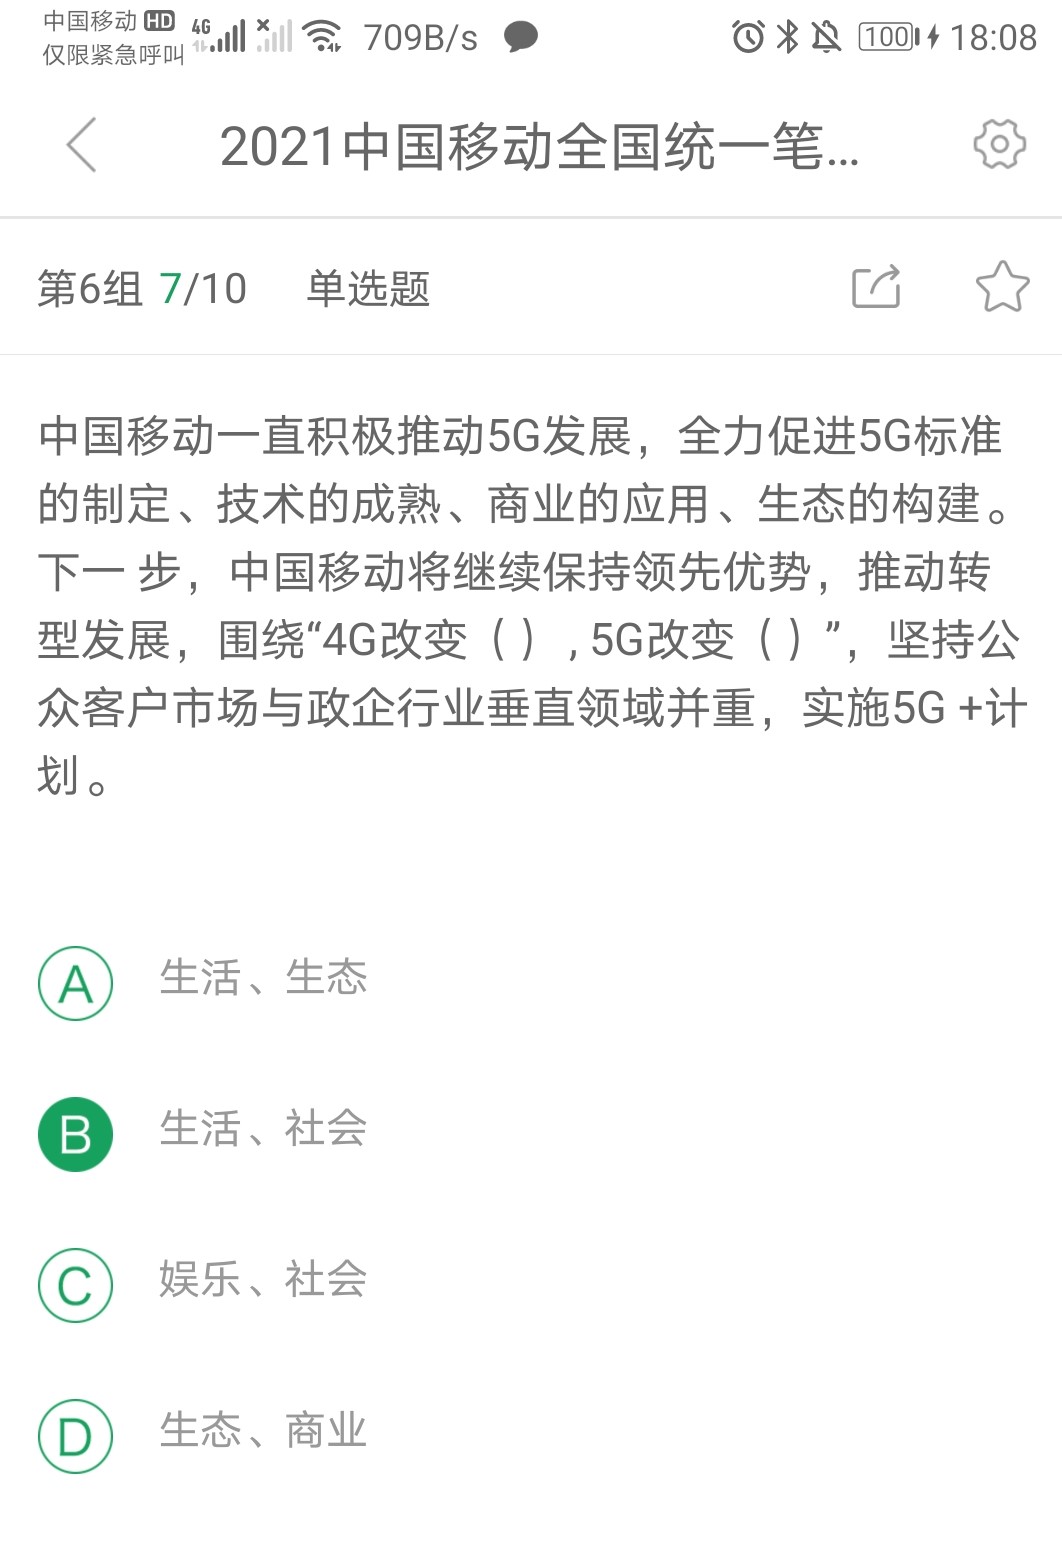 中国移动 HD 4G 709B/s 100 18:08
仅限紧急呼叫
2021中国移动全国统一笔...
第6组 7/10 单选题
中国移动一直积极推动5G发展，全力促进5G标准
的制定、技术的成熟、商业的应用、生态的构建。
下一 步，中国移动将继续保持领先优势，推动转
型发展，围绕“4G改变（ ）, 5G改变（ ）”，坚持公
众客户市场与政企行业垂直领域并重，实施5G +计
划。
A 生活、生态
B 生活、社会
C 娱乐、社会
D 生态、商业